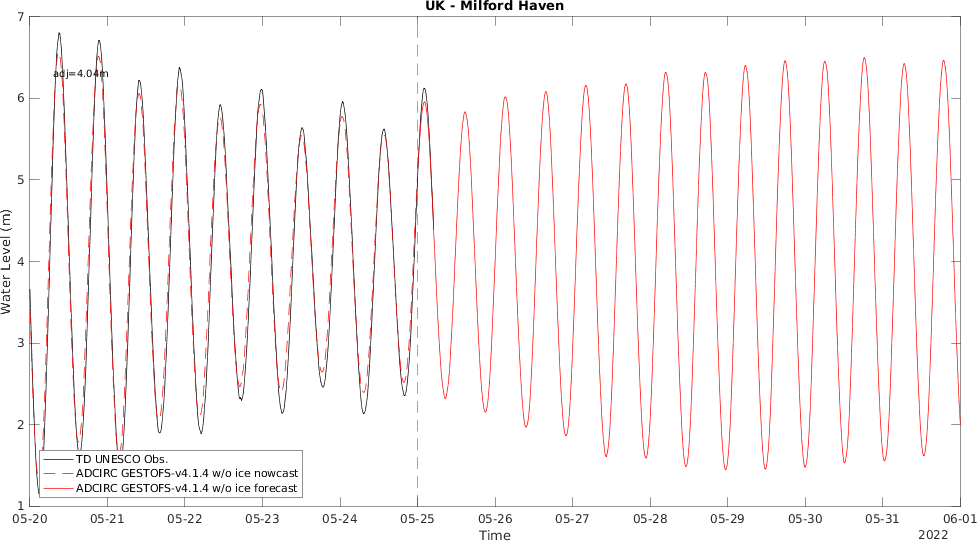 UK - Milford Haven
7
6
5
4
3
2
1
Water Level (m)
adj=4.04m
TD UNESCO Obs.
ADCIRC GESTOFS-v4.1.4 w/o ice nowcast
ADCIRC GESTOFS-v4.1.4 w/o ice forecast
05-20 05-21 05-22 05-23 05-24 05-25 05-26 05-27 05-28 05-29 05-30 05-31 06-01
Time
2022